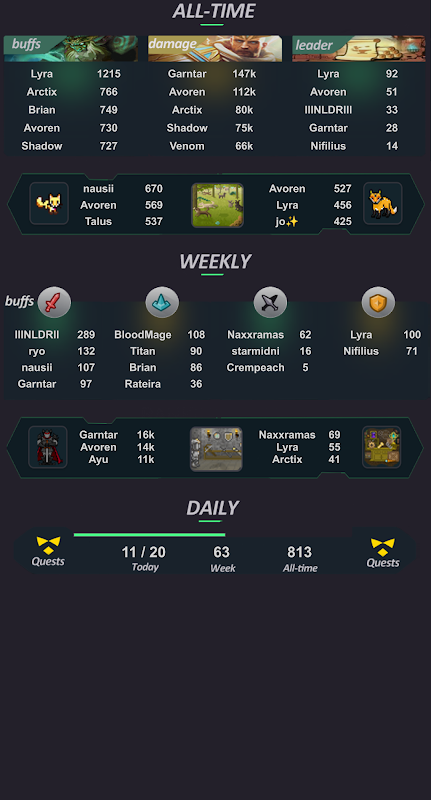 ALL-TIME
buffs damage leader
Lyra 1215 Garntar 147k Lyra 92
Arctix 766 Avoren 112k Avoren 51
Brian 749 Arctix 80k IIINLDRIII 33
Avoren 730 Shadow 75k Garntar 28
Shadow 727 Venom 66k Nifilius 14
nausii 670 Avoren 527
Avoren 569 Lyra 456
Talus 537 jo✨ 425
WEEKLY
buffs
IIINLDRII 289 BloodMage 108 Naxxramas 62 Lyra 100
ryo 132 Titan 90 starmidni 16 Nifilius 71
nausii 107 Brian 86 Crempeach 5
Garntar 97 Rateira 36
Garntar 16k Naxxramas 69
Avoren 14k Lyra 55
Ayu 11k Arctix 41
DAILY
Quests 11 / 20 63 813 Quests
Today Week All-time